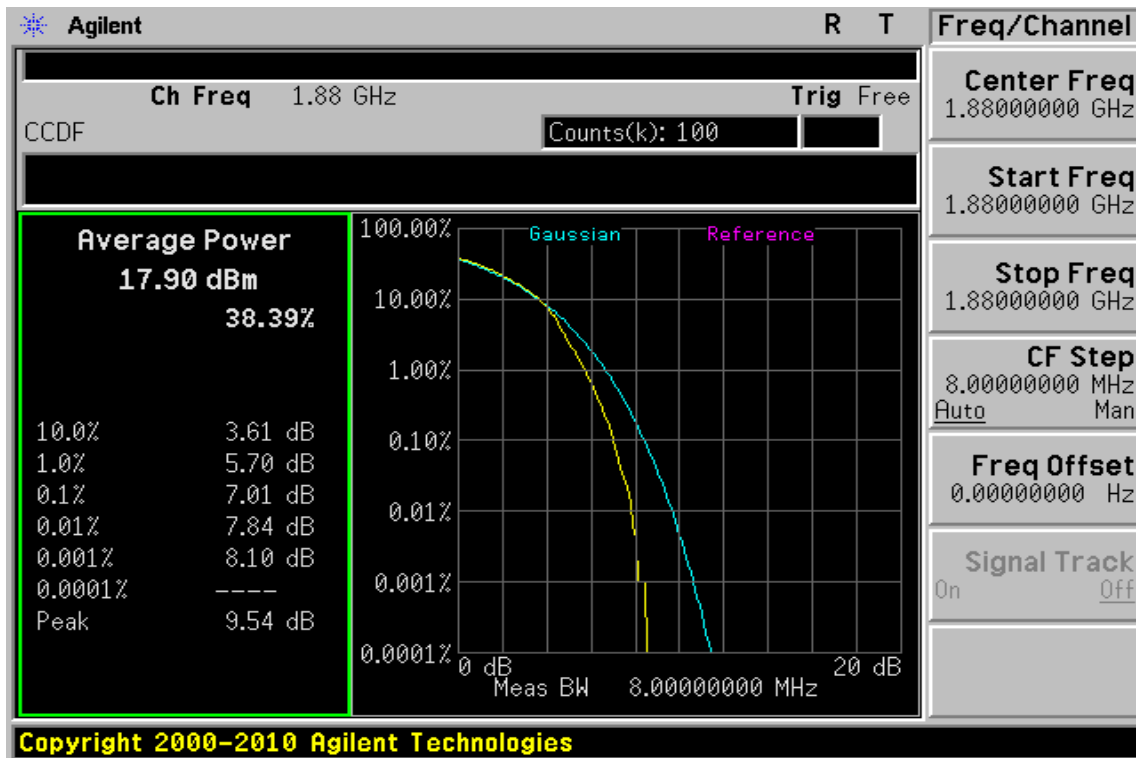 Agilent R T
Ch Freq 1.88 GHz Trig Free
CCDF Counts(k): 100
Average Power
17.90 dBm
38.39%
10.0% 3.61 dB
1.0% 5.70 dB
0.1% 7.01 dB
0.01% 7.84 dB
0.001% 8.10 dB
0.0001% ----
Peak 9.54 dB
Gaussian Reference
100.00%
10.00%
1.00%
0.10%
0.01%
0.001%
0.0001%
0 dB 20 dB
Meas BW 8.00000000 MHz
Freq/Channel
Center Freq
1.88000000 GHz
Start Freq
1.88000000 GHz
Stop Freq
1.88000000 GHz
CF Step
8.00000000 MHz
Auto Man
Freq Offset
0.00000000 Hz
Signal Track
On Off
Copyright 2000-2010 Agilent Technologies